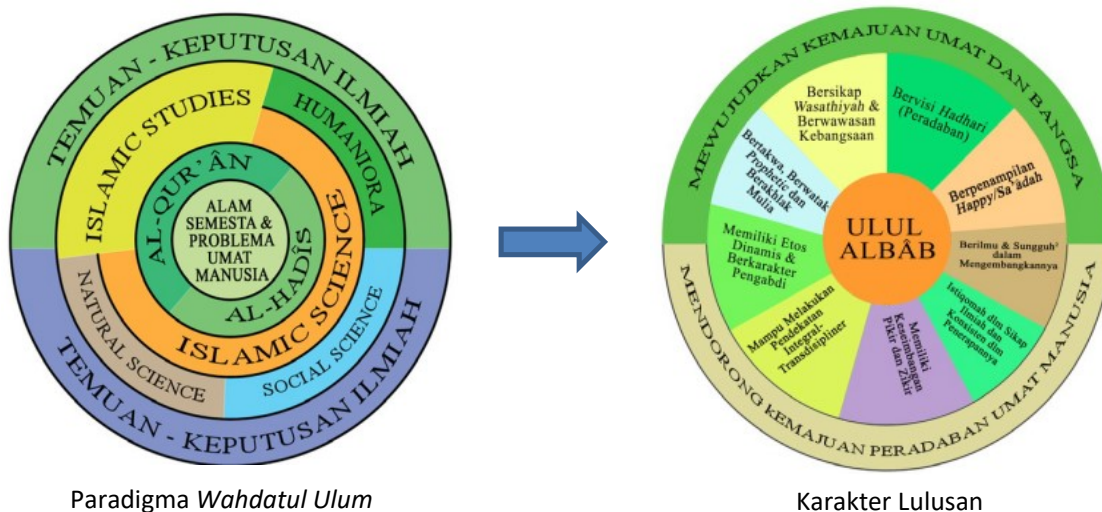 TEMUAN - KEPUTUSAN ILMIAH
ISLAMIC STUDIES
HUMANIORA
AL-QUR'ÂN
ALAM
SEMESTA &
PROBLEMA
UMAT
MANUSIA
AL-HADÎS
ISLAMIC SCIENCE
NATURAL SCIENCE
SOCIAL SCIENCE
TEMUAN - KEPUTUSAN ILMIAH
Paradigma Wahdatul Ulum
MEWUJUDKAN KEMAJUAN UMAT DAN BANGSA
Bersikap
Wasathiyah &
Berwawasan
Kebangsaan
Bervisi Hadhari
(Peradaban)
Berpenampilan
Happy/Sa'âdah
Berilmu & Sungguh²
dalam
Mengembangkannya
Istiqomah dlm Sikap
Ilmiah dan
Konsisten dlm
Penerapannya
Memiliki
Keseimbangan
Pikir dan Zikir
Mampu Melakukan
Pendekatan
Integral-
Transdisipliner
Memiliki Etos
Dinamis &
Berkarakter
Pengabdi
Bertakwa, Berwatak
Prophetic dan
Berakhlak
Mulia
ULUL
ALBÂB
MENDORONG kEMAJUAN PERADABAN UMAT MANUSIA
Karakter Lulusan